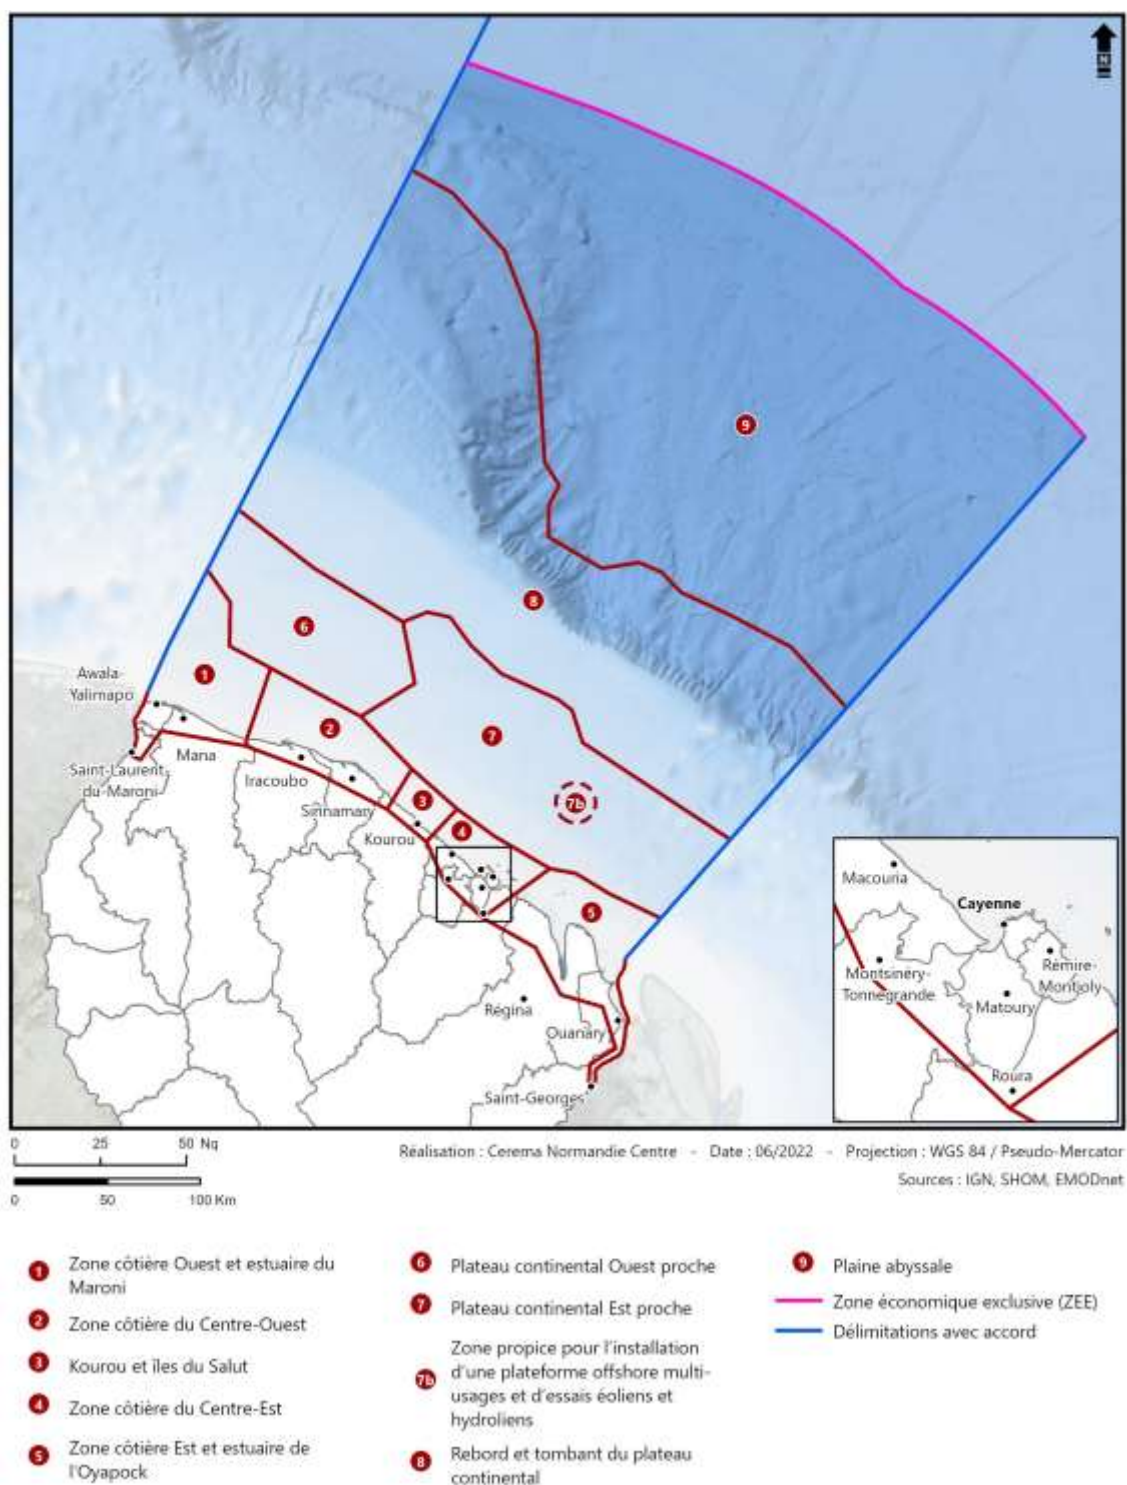 N
9
8
6
1
7
2
7b
3
4
5
Awala-
Yalimapo
Mana
Saint-Laurent-
du-Maroni
Iracoubo
Sinnamary
Kourou
Régina
Ouanary
Saint-Georges
Macouria
Cayenne
Rémire-
Montjoly
Montsinéry-
Tonnegrande
Matoury
Roura
0 25 50 Nq
0 50 100 Km
Réalisation : Cerema Normandie Centre - Date : 06/2022 - Projection : WGS 84 / Pseudo-Mercator
Sources : IGN, SHOM, EMODnet
1 Zone côtière Ouest et estuaire du
Maroni
2 Zone côtière du Centre-Ouest
3 Kourou et îles du Salut
4 Zone côtière du Centre-Est
5 Zone côtière Est et estuaire de
l'Oyapock
6 Plateau continental Ouest proche
7 Plateau continental Est proche
7b Zone propice pour l'installation
d'une plateforme offshore multi-
usages et d'essais éoliens et
hydroliens
8 Rebord et tombant du plateau
continental
9 Plaine abyssale
Zone économique exclusive (ZEE)
Délimitations avec accord